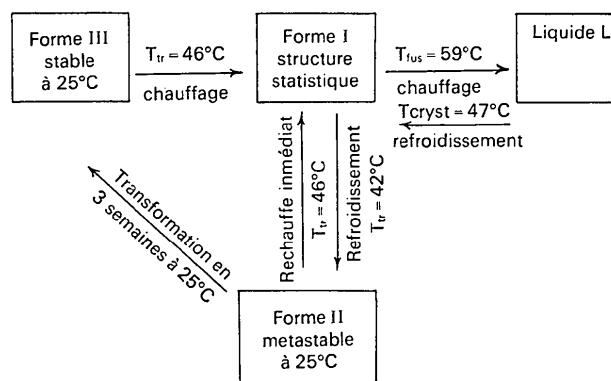 Forme III
stable
à 25°C
T_tr = 46°C
chauffage
Forme I
structure
statistique
T_fus = 59°C
chauffage
Tcryst = 47°C
refroidissement
Liquide L
Transformation en
3 semaines à 25°C
Rechauffe immédiat
T_tr = 46°C
Refroidissement
T_tr = 42°C
Forme II
metastable
à 25°C